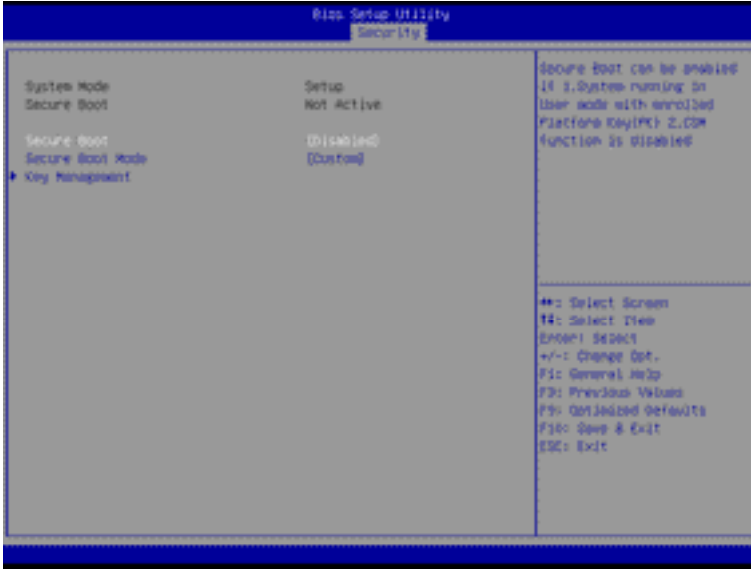 Bios Setup Utility
Security
System Mode Setup
Secure Boot Not Active
Secure Boot [Disabled]
Secure Boot Mode [Custom]
Key Management
Secure Boot can be enabled
if 1.System running in
User mode with enrolled
Platform Key(PK) 2.CSM
function is disabled
: Select Screen
: Select Item
Enter: Select
+/-: Change Opt.
F1: General Help
F3: Previous Values
F9: Optimized Defaults
F10: Save & Exit
ESC: Exit